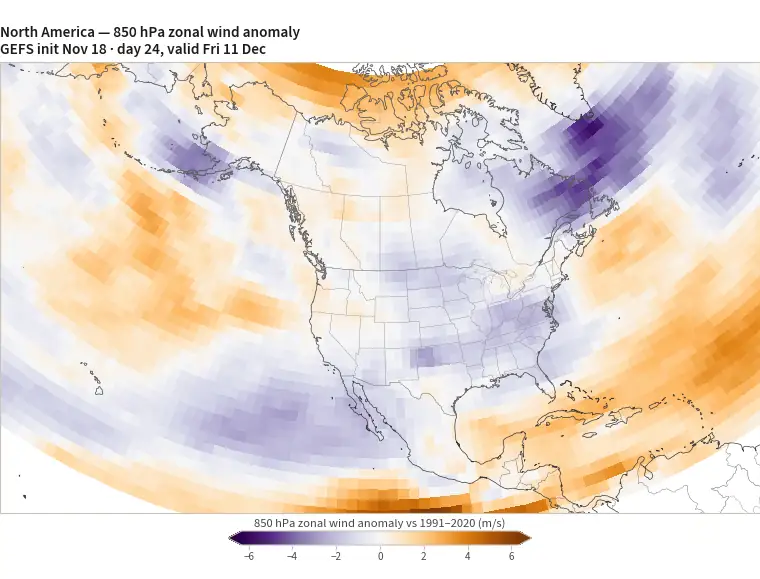 North America — 850 hPa zonal wind anomaly
GEFS init Nov 18 · day 24, valid Fri 11 Dec
850 hPa zonal wind anomaly vs 1991–2020 (m/s)
−6 −4 −2 0 2 4 6